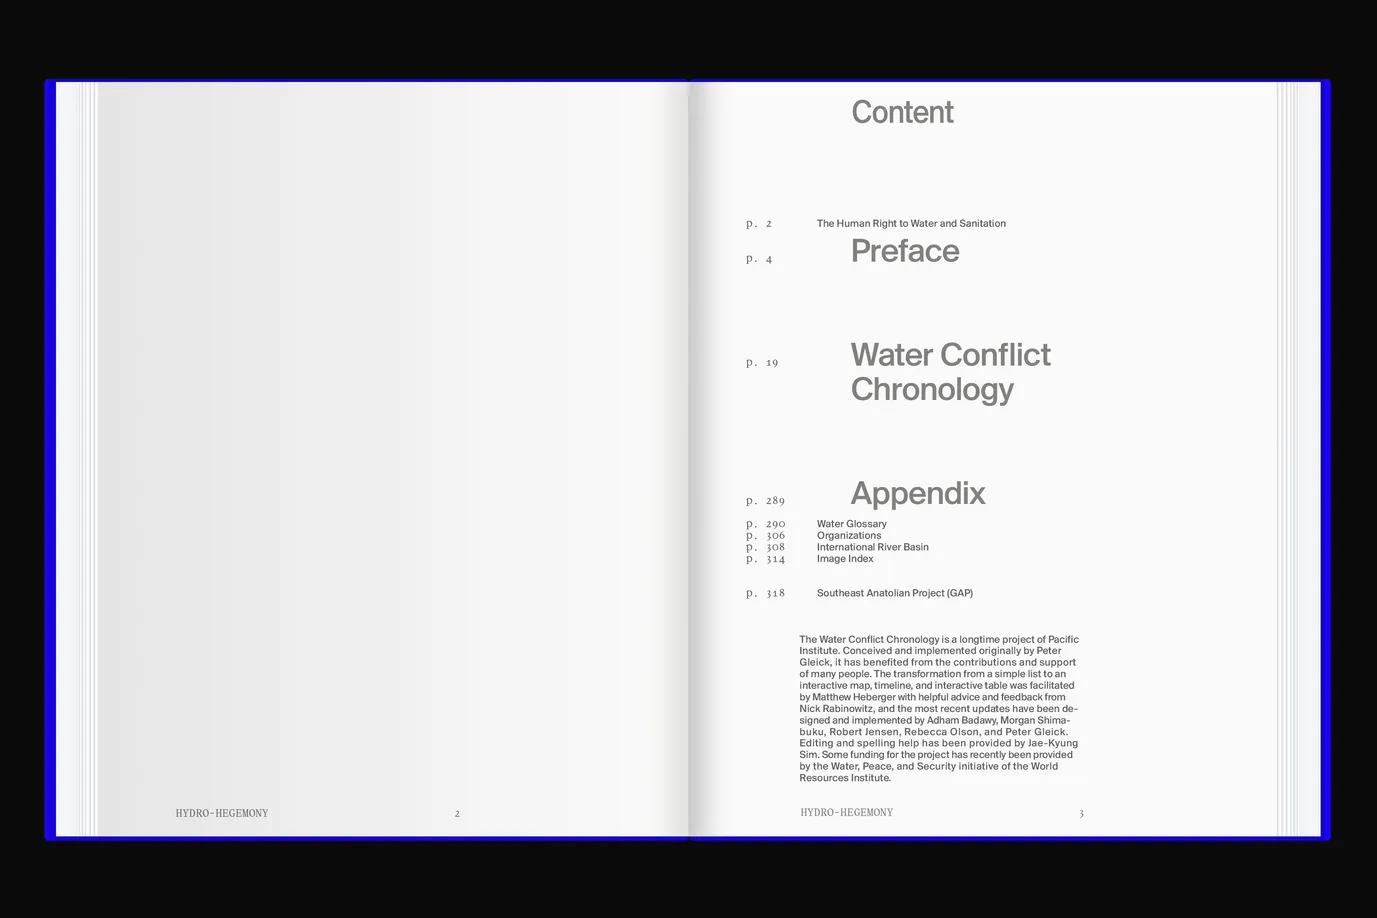 HYDRO-HEGEMONY 2
Content
p. 2 The Human Right to Water and Sanitation
p. 4 Preface
p. 19 Water Conflict
Chronology
p. 289 Appendix
p. 290 Water Glossary
p. 306 Organizations
p. 308 International River Basin
p. 314 Image Index
p. 318 Southeast Anatolian Project (GAP)
The Water Conflict Chronology is a longtime project of Pacific
Institute. Conceived and implemented originally by Peter
Gleick, it has benefited from the contributions and support
of many people. The transformation from a simple list to an
interactive map, timeline, and interactive table was facilitated
by Matthew Heberger with helpful advice and feedback from
Nick Rabinowitz, and the most recent updates have been de-
signed and implemented by Adham Badawy, Morgan Shima-
buku, Robert Jensen, Rebecca Olson, and Peter Gleick.
Editing and spelling help has been provided by Jae-Kyung
Sim. Some funding for the project has recently been provided
by the Water, Peace, and Security initiative of the World
Resources Institute.
HYDRO-HEGEMONY 3